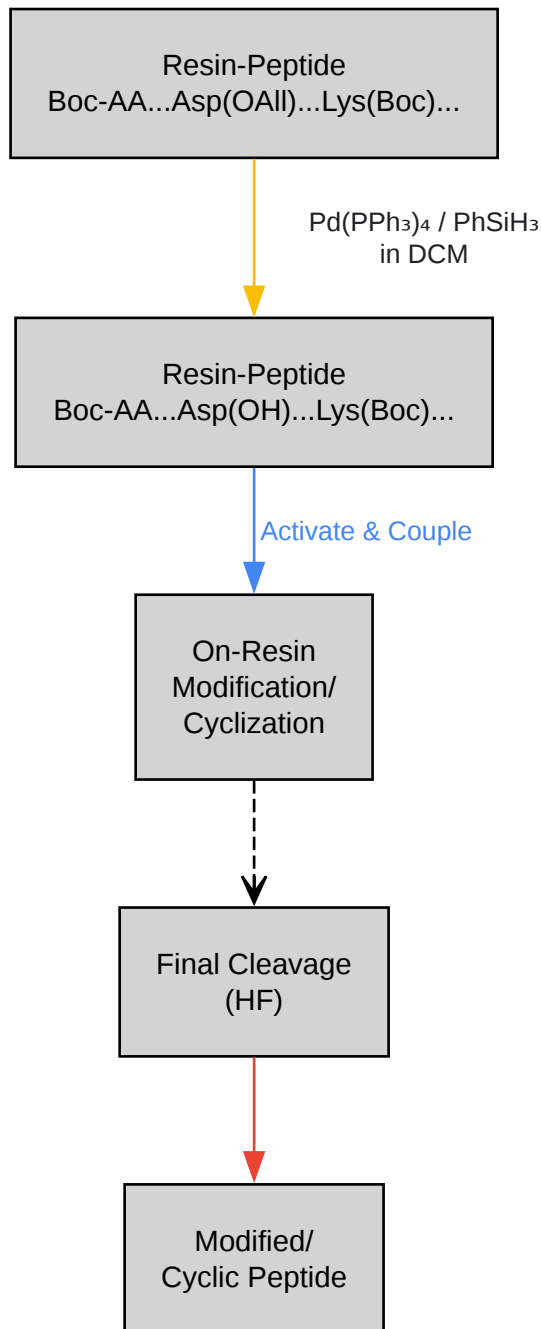 Resin-Peptide
Boc-AA...Asp(OAll)...Lys(Boc)...
Pd(PPh₃)₄ / PhSiH₃
in DCM
Resin-Peptide
Boc-AA...Asp(OH)...Lys(Boc)...
Activate & Couple
On-Resin
Modification/
Cyclization
Final Cleavage
(HF)
Modified/
Cyclic Peptide